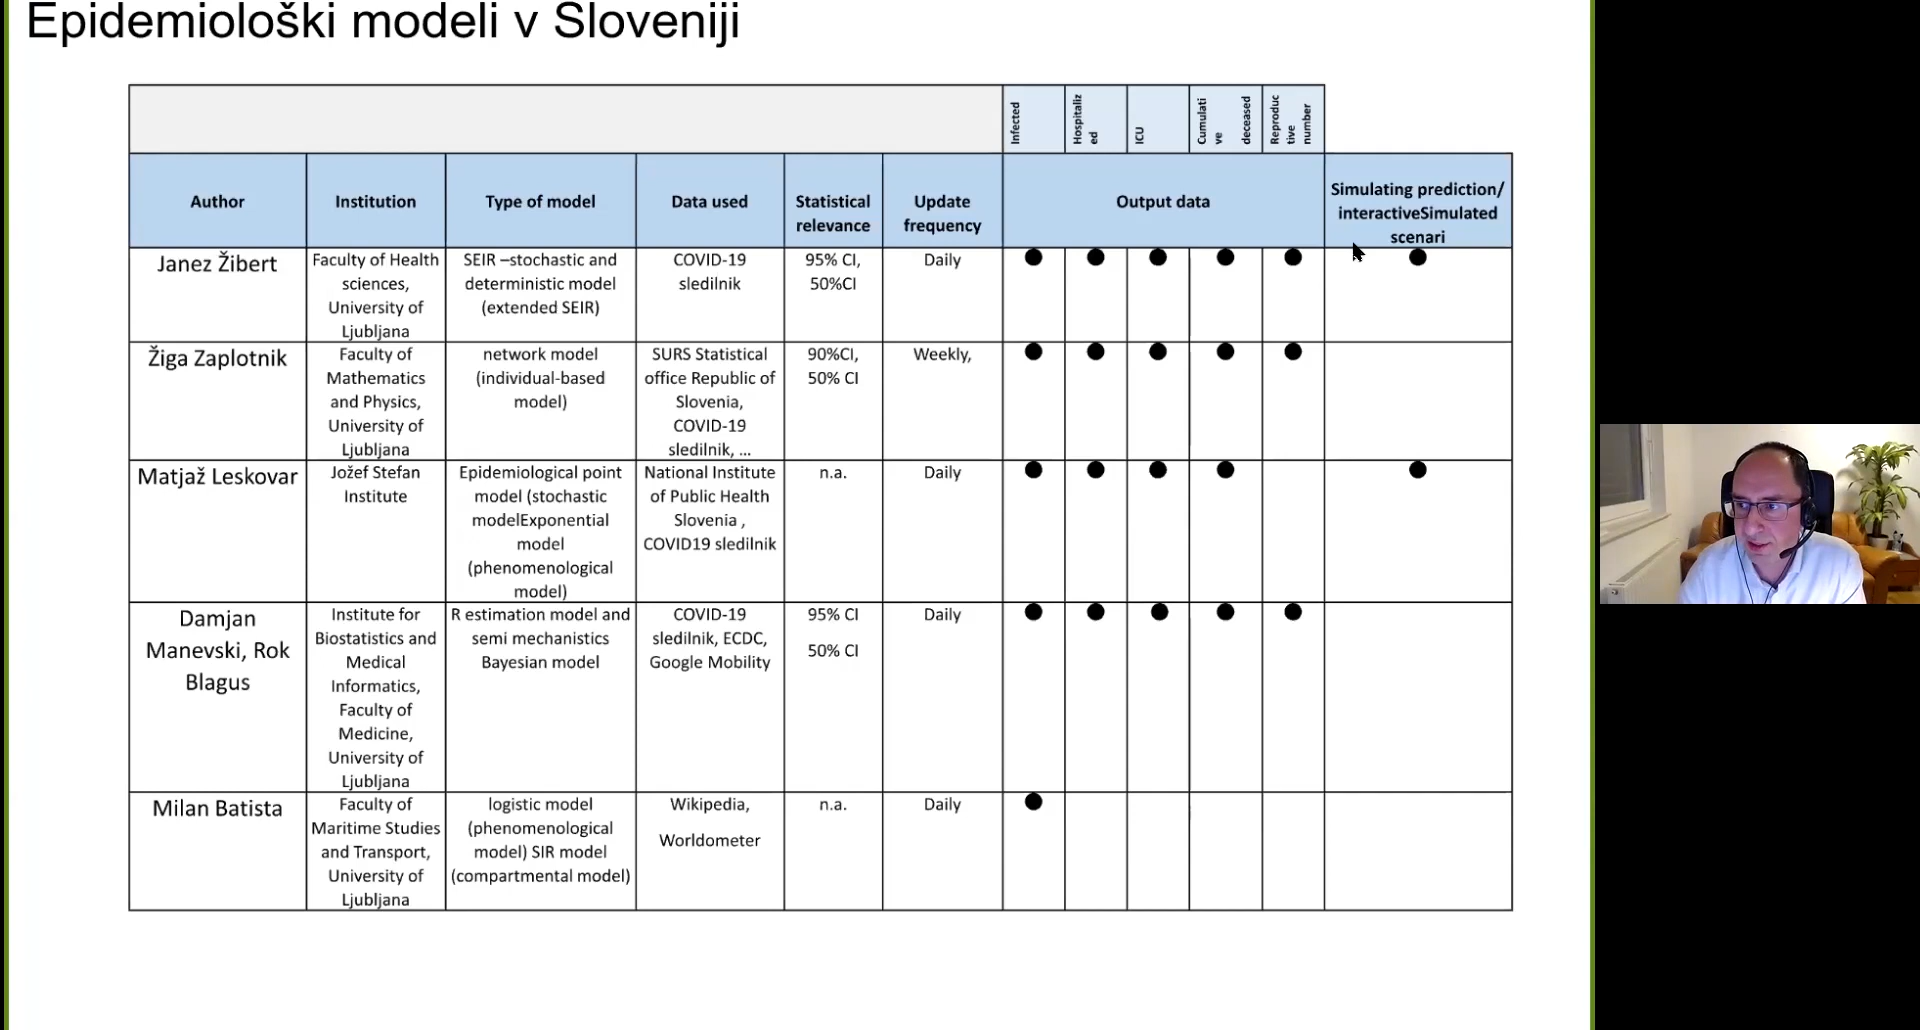 Epidemiološki modeli v Sloveniji
Infected
Hospitaliz
ed
ICU
Cumulati
ve
deceased
Reproduc
tive
number
Author
Institution
Type of model
Data used
Statistical
relevance
Update
frequency
Output data
Simulating prediction/
interactiveSimulated
scenari
Janez Žibert
Faculty of Health
sciences,
University of
Ljubljana
SEIR –stochastic and
deterministic model
(extended SEIR)
COVID-19
sledilnik
95% CI,
50%CI
Daily
Žiga Zaplotnik
Faculty of
Mathematics
and Physics,
University of
Ljubljana
network model
(individual-based
model)
SURS Statistical
office Republic of
Slovenia,
COVID-19
sledilnik, ...
90%CI,
50% CI
Weekly,
Matjaž Leskovar
Jožef Stefan
Institute
Epidemiological point
model (stochastic
modelExponential
model
(phenomenological
model)
National Institute
of Public Health
Slovenia ,
COVID19 sledilnik
n.a.
Daily
Damjan
Manevski, Rok
Blagus
Institute for
Biostatistics and
Medical
Informatics,
Faculty of
Medicine,
University of
Ljubljana
R estimation model and
semi mechanistics
Bayesian model
COVID-19
sledilnik, ECDC,
Google Mobility
95% CI
50% CI
Daily
Milan Batista
Faculty of
Maritime Studies
and Transport,
University of
Ljubljana
logistic model
(phenomenological
model) SIR model
(compartmental model)
Wikipedia,
Worldometer
n.a.
Daily